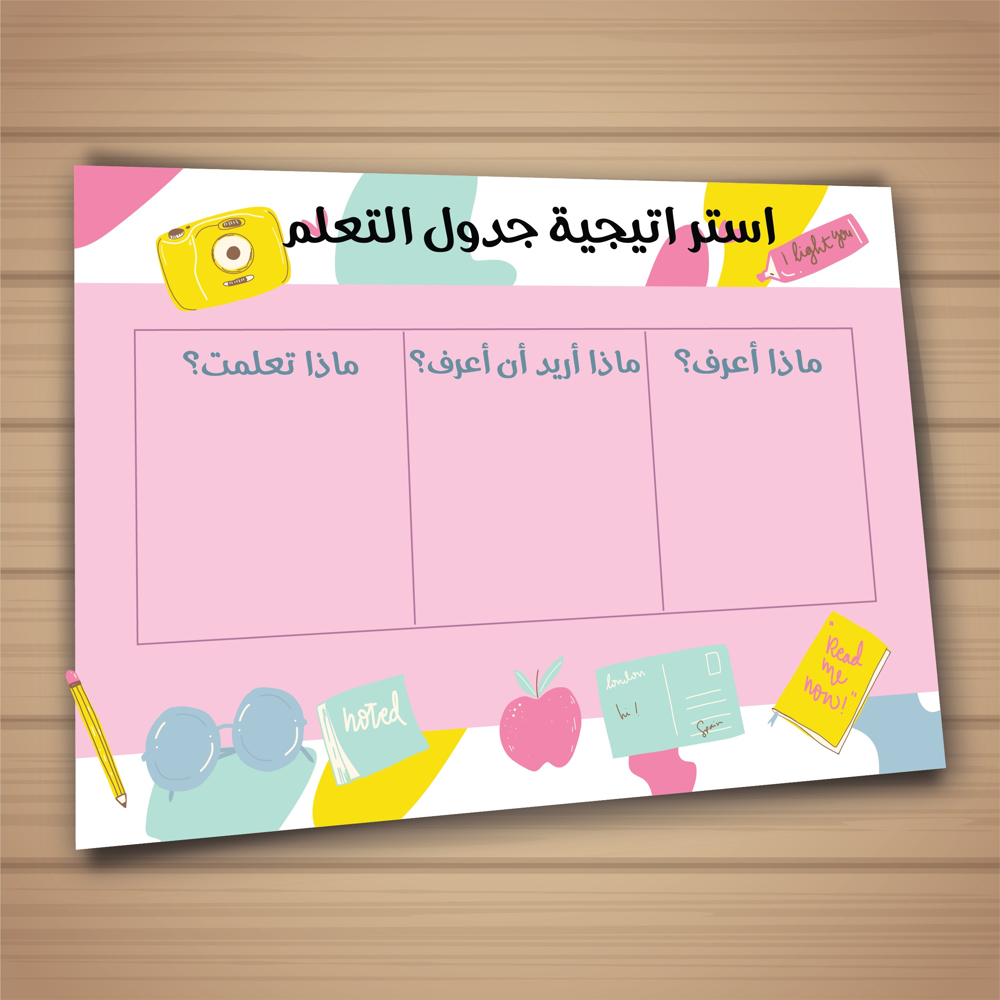 استراتيجية جدول التعلم
i light you
ماذا أعرف؟
ماذا أريد أن أعرف؟
ماذا تعلمت؟
"Read
me
now!"
london
hi!
Spain
noted